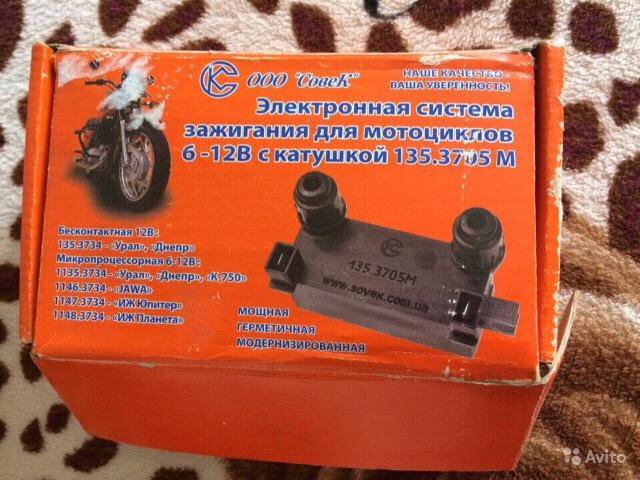 СК ООО "СовеК"
НАШЕ КАЧЕСТВО -
ВАША УВЕРЕННОСТЬ!
Электронная система
зажигания для мотоциклов
6 -12В с катушкой 135.3705 М
Бесконтактная 12В:
135.3734 - «Урал», «Днепр»
Микропроцессорная 6-12В:
1135.3734 - «Урал», «Днепр», «К-750»
1146.3734 - «JAWA»
1147.3734 - «ИЖ Юпитер»
1148.3734 - «ИЖ Планета»
СК
135.3705М
www.sovek.com.ua
МОЩНАЯ
ГЕРМЕТИЧНАЯ
МОДЕРНИЗИРОВАННАЯ
Avito